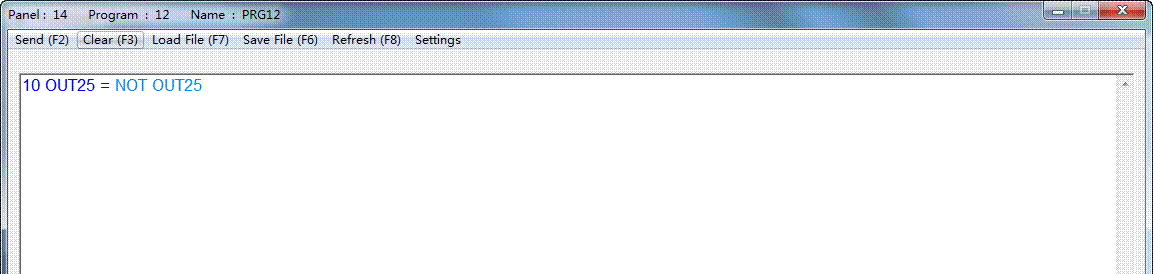 Panel : 14 Program : 12 Name : PRG12
Send (F2) Clear (F3) Load File (F7) Save File (F6) Refresh (F8) Settings
10 OUT25 = NOT OUT25